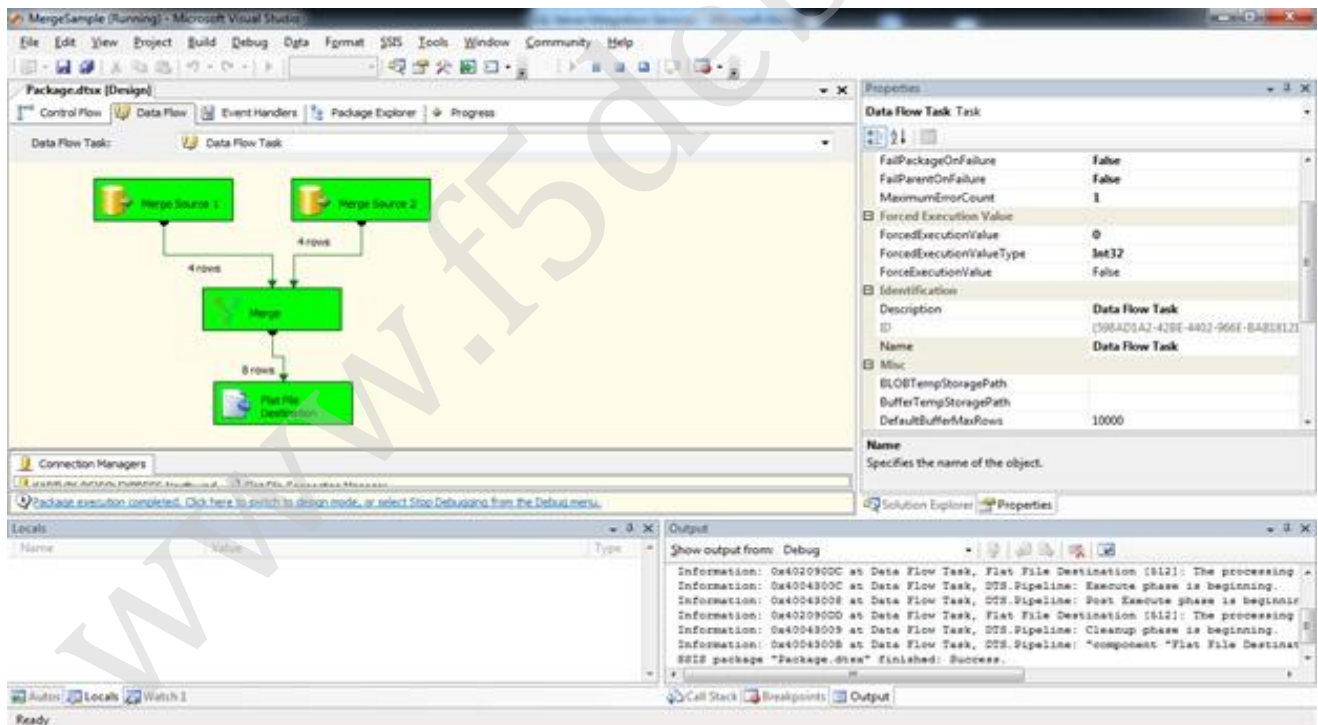 MergeSample (Running) - Microsoft Visual Studio
File Edit View Project Build Debug Data Format SSIS Tools Window Community Help
Package.dtsx [Design]
Control Flow Data Flow Event Handlers Package Explorer Progress
Data Flow Task: Data Flow Task
Merge Source 1
Merge Source 2
4 rows
4 rows
Merge
8 rows
Flat File
Destination
Connection Managers
Package execution completed. Click here to switch to design mode, or select Stop Debugging from the Debug menu.
Properties
Data Flow Task Task
FailPackageOnFailure False
FailParentOnFailure False
MaximumErrorCount 1
Forced Execution Value
ForcedExecutionValue 0
ForcedExecutionValueType Int32
ForceExecutionValue False
Identification
Description Data Flow Task
ID
Name Data Flow Task
Misc
BLOBTempStoragePath
BufferTempStoragePath
DefaultBufferMaxRows 10000
Name
Specifies the name of the object.
Solution Explorer Properties
Locals
Name Value Type
Autos Locals Watch 1
Output
Show output from: Debug
Information: 0x402090DC at Data Flow Task, Flat File Destination [612]: The processing
Information: 0x4004300C at Data Flow Task, DTS.Pipeline: Execute phase is beginning.
Information: 0x40043008 at Data Flow Task, DTS.Pipeline: Post Execute phase is beginnin
Information: 0x402090DD at Data Flow Task, Flat File Destination [612]: The processing
Information: 0x40043009 at Data Flow Task, DTS.Pipeline: Cleanup phase is beginning.
Information: 0x4004300B at Data Flow Task, DTS.Pipeline: "component "Flat File Destinat
SSIS package "Package.dtsx" finished: Success.
Call Stack Breakpoints Output
Ready
www.f5deb